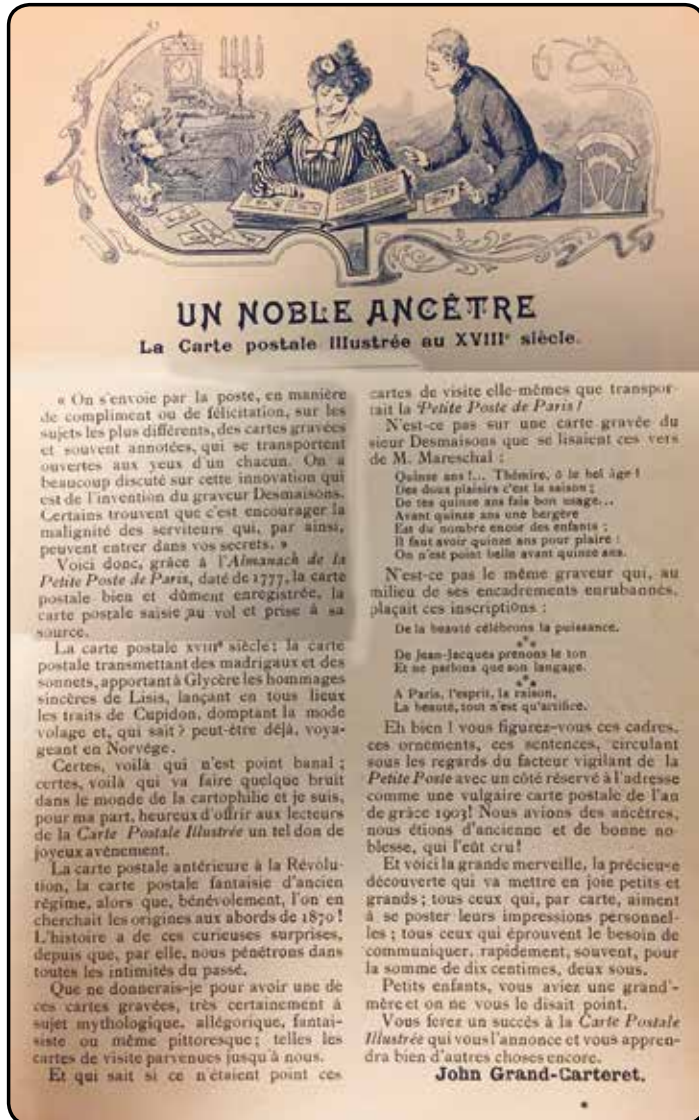 UN NOBLE ANCÊTRE
La Carte postale illustrée au XVIIIe siècle.
« On s'envoie par la poste, en manière
de compliment ou de félicitation, sur les
sujets les plus différents, des cartes gravées
et souvent annotées, qui se transportent
ouvertes aux yeux d'un chacun. On a
beaucoup discuté sur cette innovation qui
est de l'invention du graveur Desmaisons.
Certains trouvent que c'est encourager la
malignité des serviteurs qui, par ainsi,
peuvent entrer dans vos secrets. »
Voici donc, grâce à l'Almanach de la
Petite Poste de Paris, daté de 1777, la carte
postale bien et dûment enregistrée, la
carte postale saisie au vol et prise à sa
source.
La carte postale XVIIIe siècle; la carte
postale transmettant des madrigaux et des
sonnets, apportant à Glycère les hommages
sincères de Lisis, lançant en tous lieux
les traits de Cupidon, domptant la mode
volage et, qui sait ? peut-être déjà, voya-
geant en Norvège.
Certes, voilà qui n'est point banal ;
certes, voilà qui va faire quelque bruit
dans le monde de la cartophilie et je suis,
pour ma part, heureux d'offrir aux lecteurs
de la Carte Postale Illustrée un tel don de
joyeux avènement.
La carte postale antérieure à la Révolu-
tion, la carte postale fantaisie d'ancien
régime, alors que, bénévolement, l'on en
cherchait les origines aux abords de 1870 !
L'histoire a de ces curieuses surprises,
depuis que, par elle, nous pénétrons dans
toutes les intimités du passé.
Que ne donnerais-je pour avoir une de
ces cartes gravées, très certainement à
sujet mythologique, allégorique, fantai-
siste ou même pittoresque; telles les
cartes de visite parvenues jusqu'à nous.
Et qui sait si ce n'étaient point ces
cartes de visite elle-mêmes que transpor-
tait la Petite Poste de Paris !
N'est-ce pas sur une carte gravée du
sieur Desmaisons que se lisaient ces vers
de M. Mareschal :
Quinze ans !... Thémire, ô le bel âge !
Des doux plaisirs c'est la saison ;
De tes quinze ans fais bon usage...
Avant quinze ans une bergère
Est du nombre encor des enfants ;
Il faut avoir quinze ans pour plaire :
On n'est point belle avant quinze ans.
N'est-ce pas le même graveur qui, au
milieu de ses encadrements enrubannés,
plaçait ces inscriptions :
De la beauté célébrons la puissance.
De Jean-Jacques prenons le ton
Et ne parlons que son langage.
A Paris, l'esprit, la raison,
La beauté, tout n'est qu'artifice.
Eh bien ! vous figurez-vous ces cadres,
ces ornements, ces sentences, circulant
sous les regards du facteur vigilant de la
Petite Poste avec un côté réservé à l'adresse
comme une vulgaire carte postale de l'an
de grâce 1903! Nous avions des ancêtres,
nous étions d'ancienne et de bonne no-
blesse, qui l'eût cru!
Et voici la grande merveille, la précieuse
découverte qui va mettre en joie petits et
grands ; tous ceux qui, par carte, aiment
à se poster leurs impressions personnel-
les ; tous ceux qui éprouvent le besoin de
communiquer, rapidement, souvent, pour
la somme de dix centimes, deux sous.
Petits enfants, vous aviez une grand'-
mère et on ne vous le disait point.
Vous ferez un succès à la Carte Postale
Illustrée qui vous l'annonce et vous appren-
dra bien d'autres choses encore.
John Grand-Carteret.